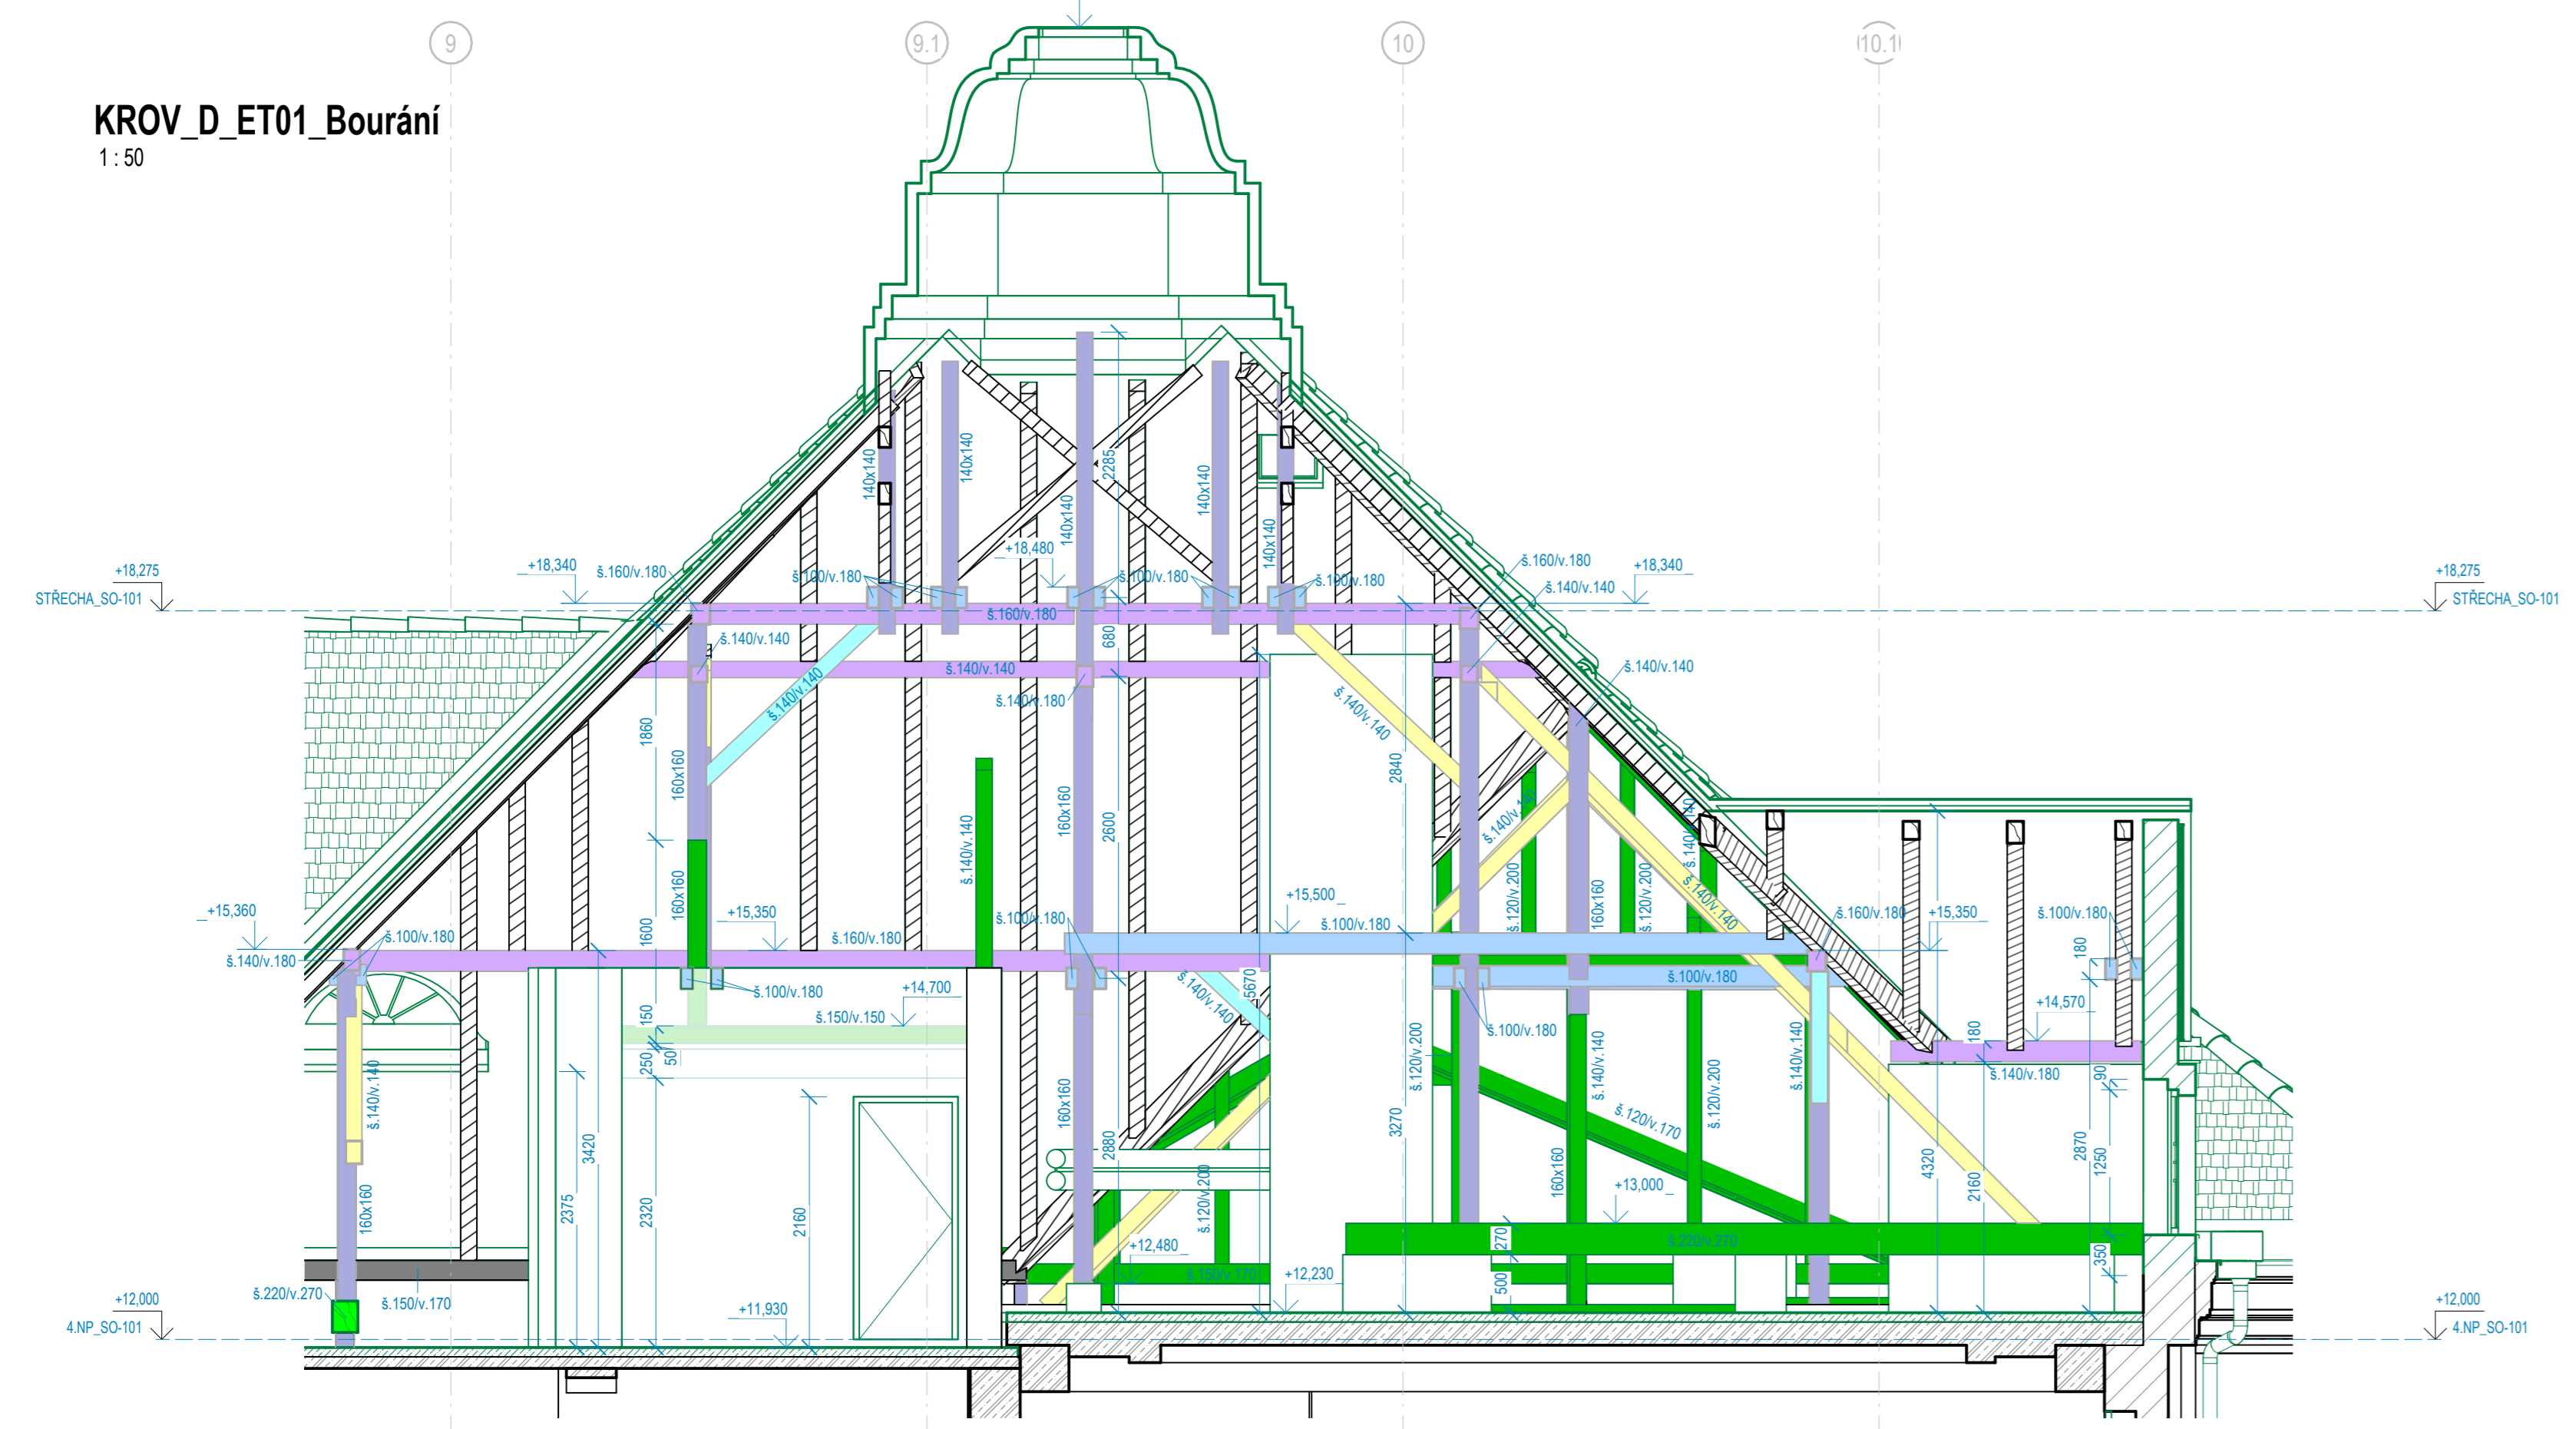 9
9.1
10
10.1
KROV_D_ET01_Bourání
1 : 50
140x140
140x140
2285
140x140
140x140
140x140
+18,480
+18,275
STŘECHA_SO-101
+18,340
š.160/v.180
š.100/v.180
š.100/v.180
š.100/v.180
š.160/v.180
š.140/v.140
+18,340
+18,275
STŘECHA_SO-101
š.160/v.180
680
š.140/v.140
š.140/v.140
š.140/v.140
š.140/v.180
š.140/v.140
š.140/v.140
1860
160x160
2840
160x160
2600
š.140/v.140
š.140/v.140
1600
160x160
š.120/v.200
160x160
š.120/v.200
š.140/v.140
+15,360
+15,350
š.160/v.180
š.100/v.180
+15,500
š.100/v.180
š.160/v.180
+15,350
š.100/v.180
š.100/v.180
š.140/v.180
180
š.100/v.180
+14,700
š.150/v.150
150
250
50
š.140/v.140
5670
š.100/v.180
š.100/v.180
+14,570
180
š.140/v.180
90
š.140/v.140
160x160
2375
3420
2320
2160
160x160
2880
š.120/v.200
š.120/v.200
3270
š.140/v.140
160x160
š.120/v.200
š.120/v.170
š.140/v.140
4320
2160
2870
1250
350
+13,000
270
š.220/v.270
500
+12,480
š.150/v.170
+12,230
+12,000
4.NP_SO-101
š.220/v.270
š.150/v.170
+11,930
+12,000
4.NP_SO-101